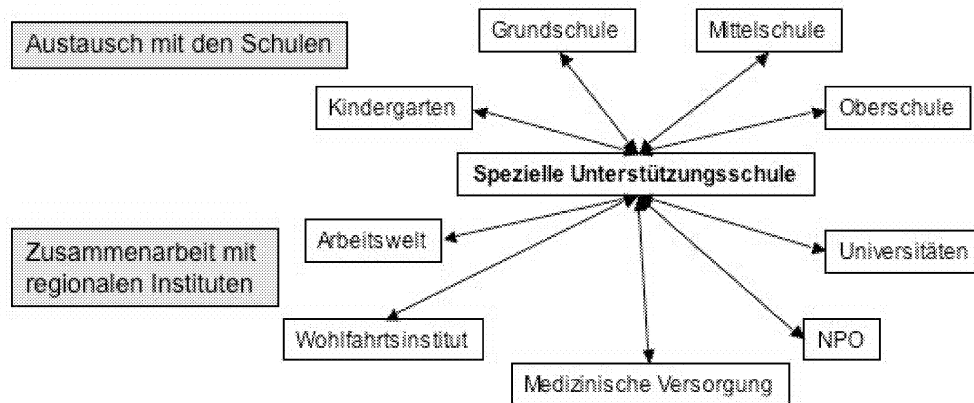 Austausch mit den Schulen
Grundschule
Mittelschule
Kindergarten
Oberschule
Spezielle Unterstützungsschule
Zusammenarbeit mit
regionalen Instituten
Arbeitswelt
Universitäten
Wohlfahrtsinstitut
NPO
Medizinische Versorgung